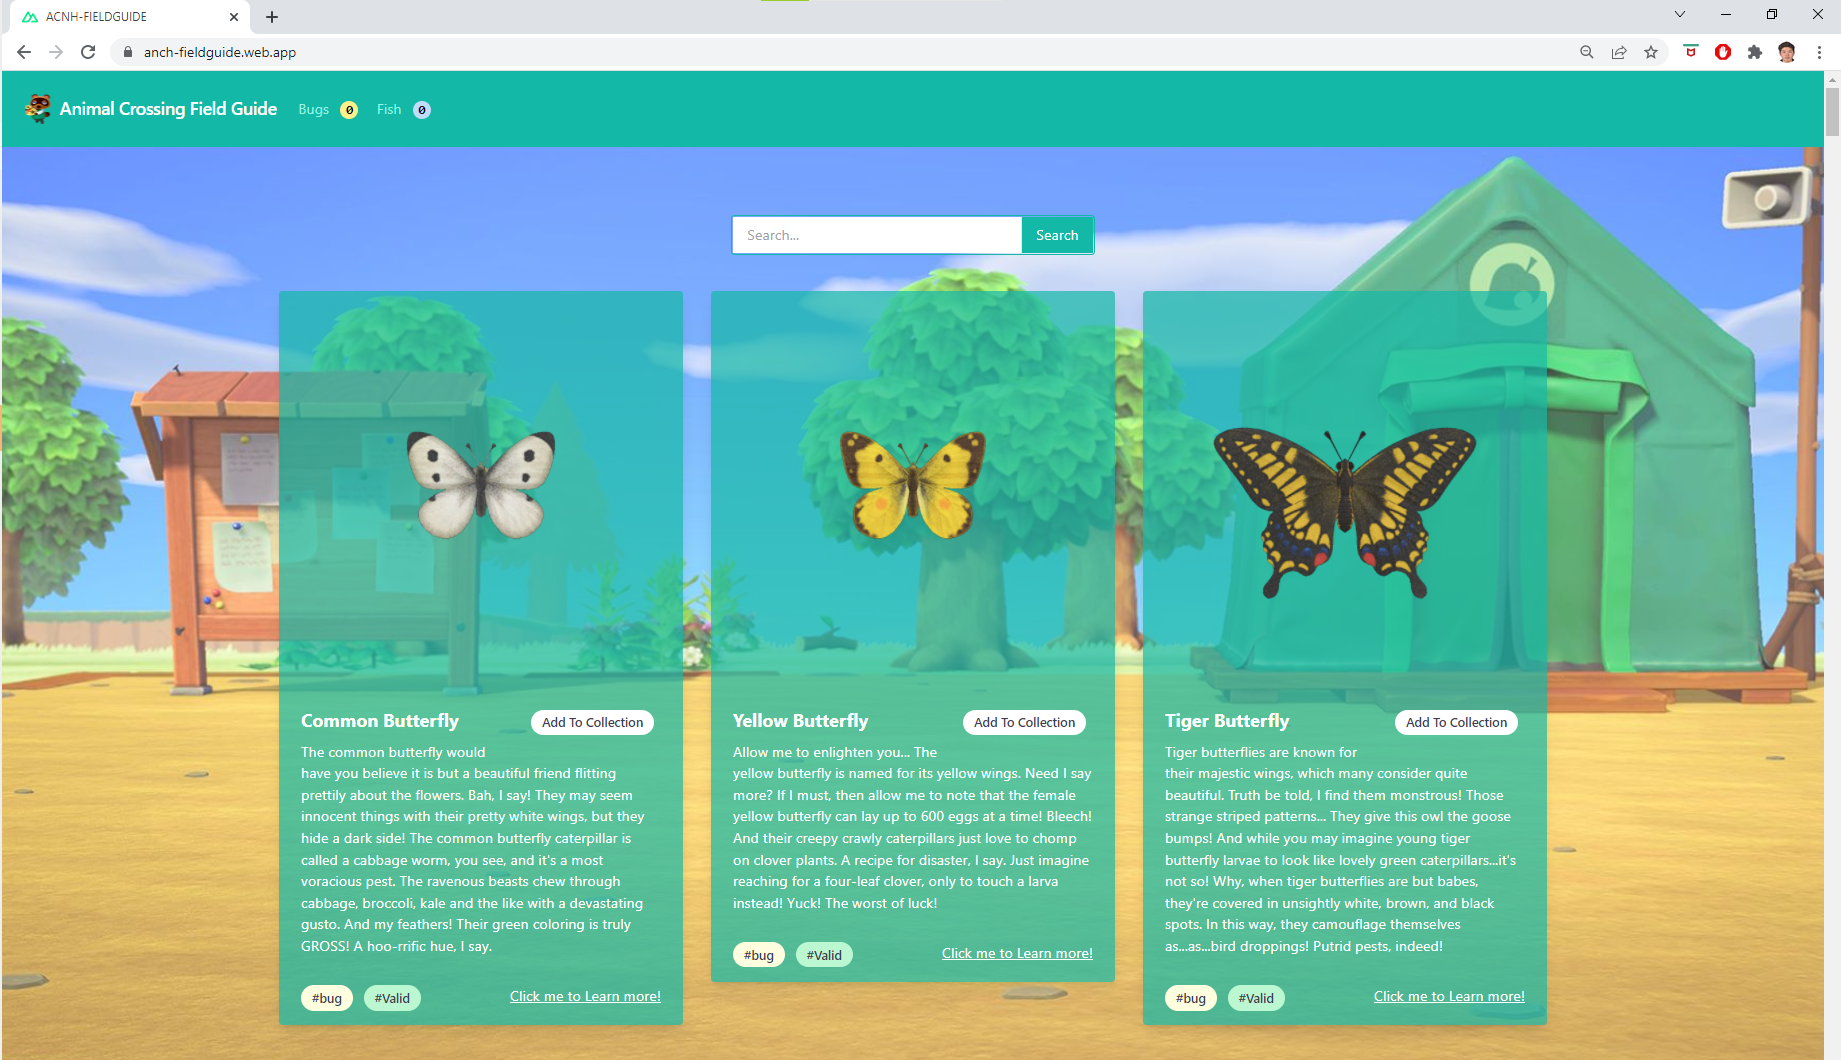 ACNH-FIELDGUIDE
anch-fieldguide.web.app
Animal Crossing Field Guide Bugs 0 Fish 0
Search... Search
Common Butterfly Add To Collection
The common butterfly would
have you believe it is but a beautiful friend flitting
prettily about the flowers. Bah, I say! They may seem
innocent things with their pretty white wings, but they
hide a dark side! The common butterfly caterpillar is
called a cabbage worm, you see, and it's a most
voracious pest. The ravenous beasts chew through
cabbage, broccoli, kale and the like with a devastating
gusto. And my feathers! Their green coloring is truly
GROSS! A hoo-rrific hue, I say.
#bug #Valid Click me to Learn more!
Yellow Butterfly Add To Collection
Allow me to enlighten you... The
yellow butterfly is named for its yellow wings. Need I say
more? If I must, then allow me to note that the female
yellow butterfly can lay up to 600 eggs at a time! Bleech!
And their creepy crawly caterpillars just love to chomp
on clover plants. A recipe for disaster, I say. Just imagine
reaching for a four-leaf clover, only to touch a larva
instead! Yuck! The worst of luck!
#bug #Valid Click me to Learn more!
Tiger Butterfly Add To Collection
Tiger butterflies are known for
their majestic wings, which many consider quite
beautiful. Truth be told, I find them monstrous! Those
strange striped patterns... They give this owl the goose
bumps! And while you may imagine young tiger
butterfly larvae to look like lovely green caterpillars...it's
not so! Why, when tiger butterflies are but babes,
they're covered in unsightly white, brown, and black
spots. In this way, they camouflage themselves
as...as...bird droppings! Putrid pests, indeed!
#bug #Valid Click me to Learn more!